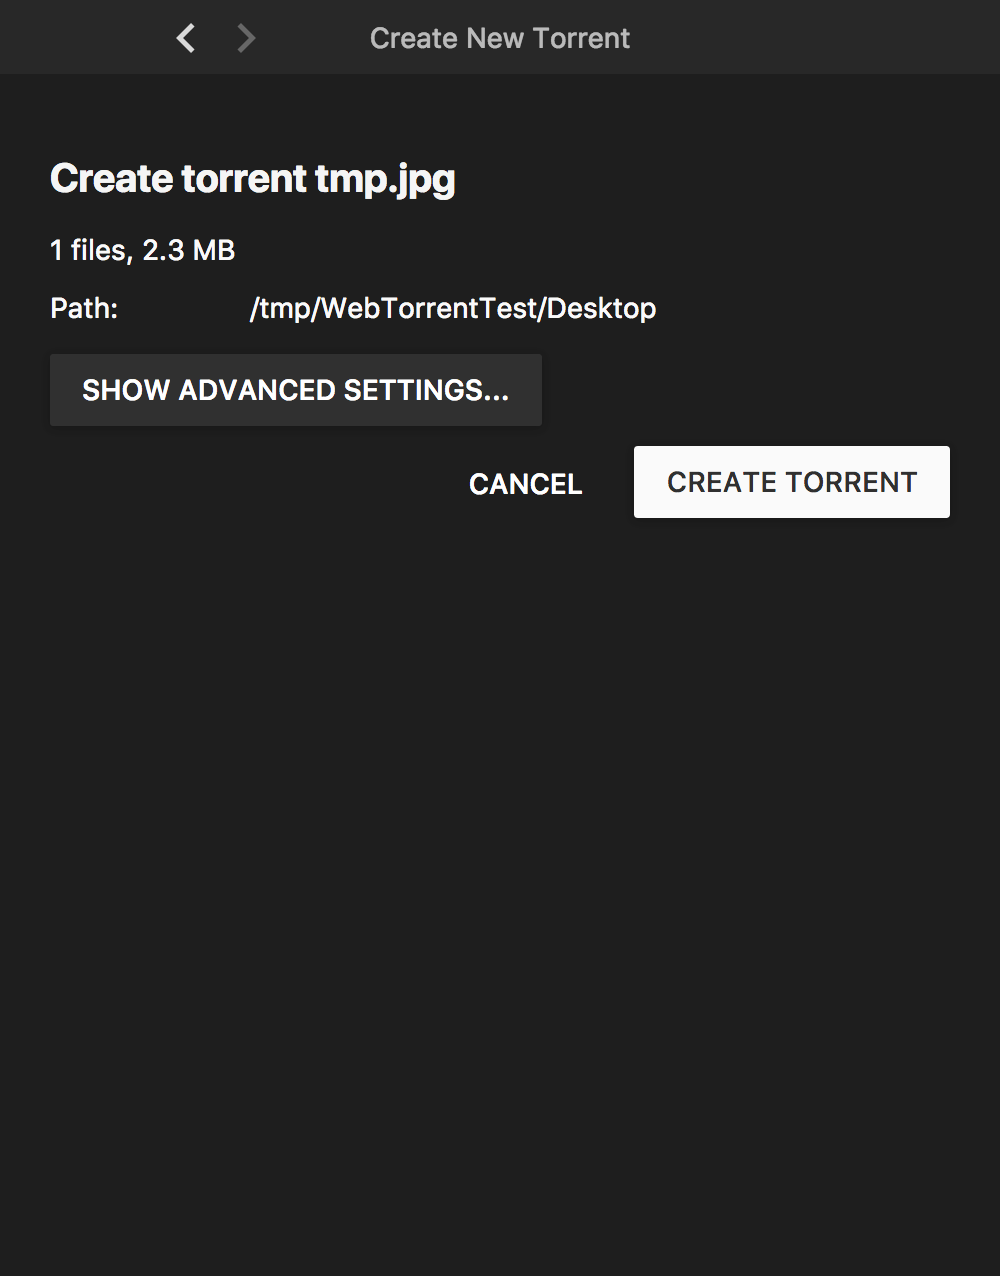 Create New Torrent
Create torrent tmp.jpg
1 files, 2.3 MB
Path: /tmp/WebTorrentTest/Desktop
SHOW ADVANCED SETTINGS...
CANCEL CREATE TORRENT